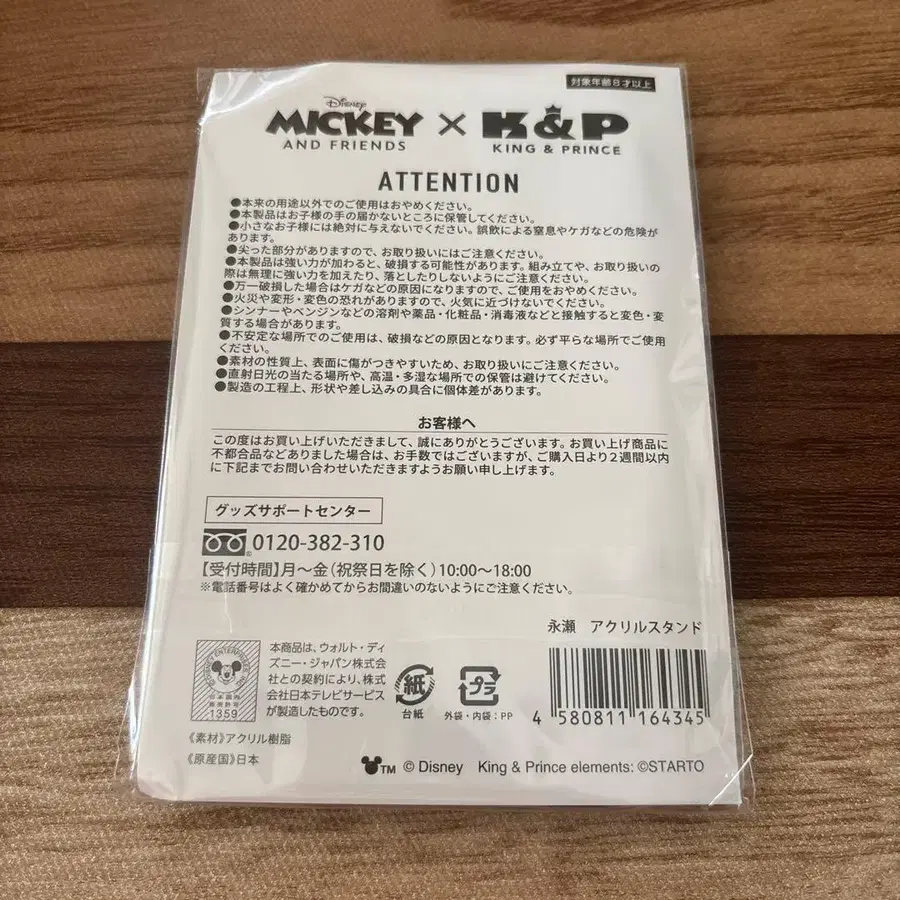 対象年齢8才以上
Disney
MICKEY × K&P
AND FRIENDS KING & PRINCE
ATTENTION
●本来の用途以外でのご使用はおやめください。
●本製品はお子様の手の届かないところに保管してください。
●小さなお子様には絶対に与えないでください。誤飲による窒息やケガなどの危険が
あります。
●尖った部分がありますので、お取り扱いにはご注意ください。
●本製品は強い力が加わると、破損する可能性があります。組み立てや、お取り扱いの
際は無理に強い力を加えたり、落としたりしないようにご注意ください。
●万一破損した場合はケガなどの原因になりますので、ご使用をおやめください。
●火災や変形・変色の恐れがありますので、火気に近づけないでください。
●シンナーやベンジンなどの溶剤や薬品・化粧品・消毒液などと接触すると変色・変
質する場合があります。
●不安定な場所でのご使用は、破損などの原因となります。必ず平らな場所でご使用
ください。
●素材の性質上、表面に傷がつきやすいため、お取り扱いにご注意ください。
●直射日光の当たる場所や、高温・多湿な場所での保管は避けてください。
●製造の工程上、形状や差し込みの具合に個体差があります。
お客様へ
この度はお買い上げいただきまして、誠にありがとうございます。お買い上げ商品に
不都合品などありました場合は、お手数ではございますが、ご購入日より2週間以内
に下記までお問い合わせいただきますようお願い申し上げます。
グッズサポートセンター
0120-382-310
【受付時間】月〜金(祝祭日を除く)10:00〜18:00
※電話番号はよく確かめてからお間違いのないようにご注意ください。
永瀬 アクリルスタンド
DISNEY ENTERPRISES, INC.
日本国内
1359
本商品は、ウォルト・ディ
ズニー・ジャパン株式会
社との契約により、株式
会社日本テレビサービス
が製造したものです。
紙
台紙
プラ
外袋・内袋:PP
4 580811 164345
《素材》アクリル樹脂
《原産国》日本
TM © Disney King & Prince elements: ©STARTO